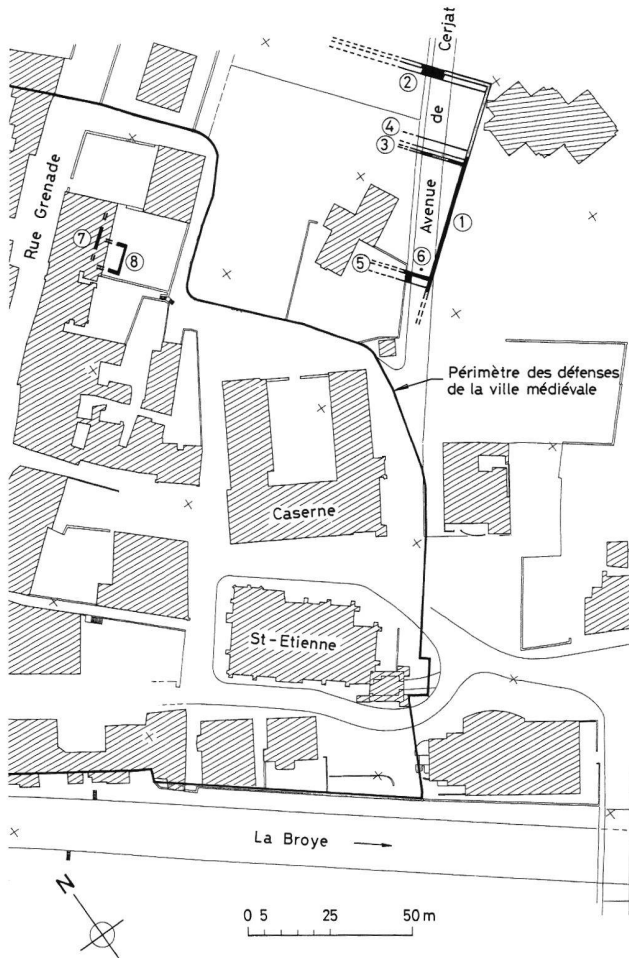 Cerjat
de
Avenue
2
4
3
1
6
5
Rue Grenade
7
8
Périmètre des défenses
de la ville médiévale
Caserne
St-Etienne
La Broye
N
0 5 25 50 m